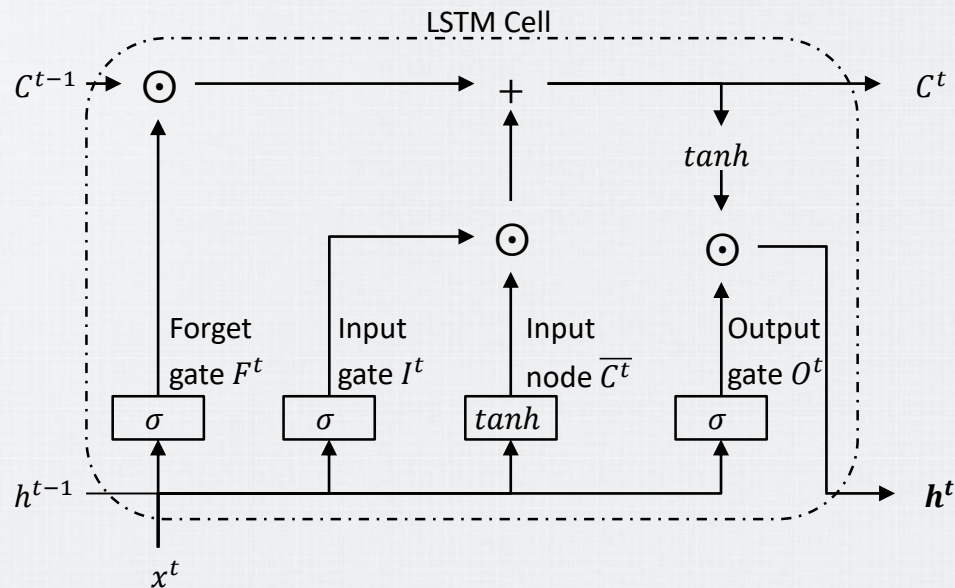 LSTM Cell
C^{t-1} ⊙ + C^t
tanh
⊙ ⊙
Forget gate F^t
Input gate I^t
Input node \overline{C^t}
Output gate O^t
σ σ tanh σ
h^{t-1} h^t
x^t